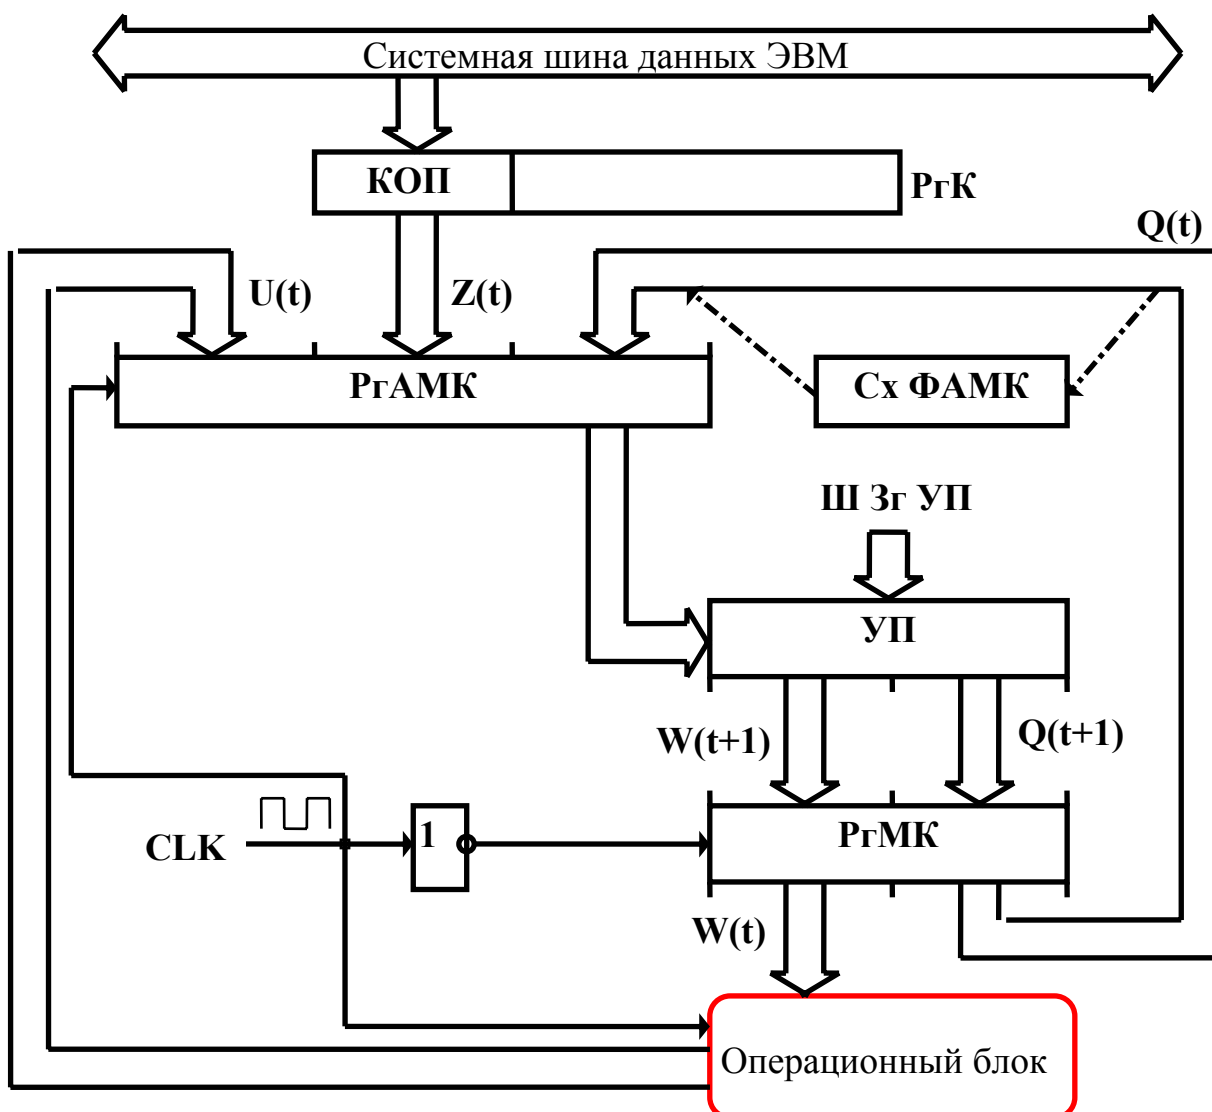 Системная шина данных ЭВМ
КОП
РгК
Q(t)
U(t)
Z(t)
РгАМК
Сх ФАМК
Ш Зг УП
УП
W(t+1)
Q(t+1)
CLK
1
РгМК
W(t)
Операционный блок